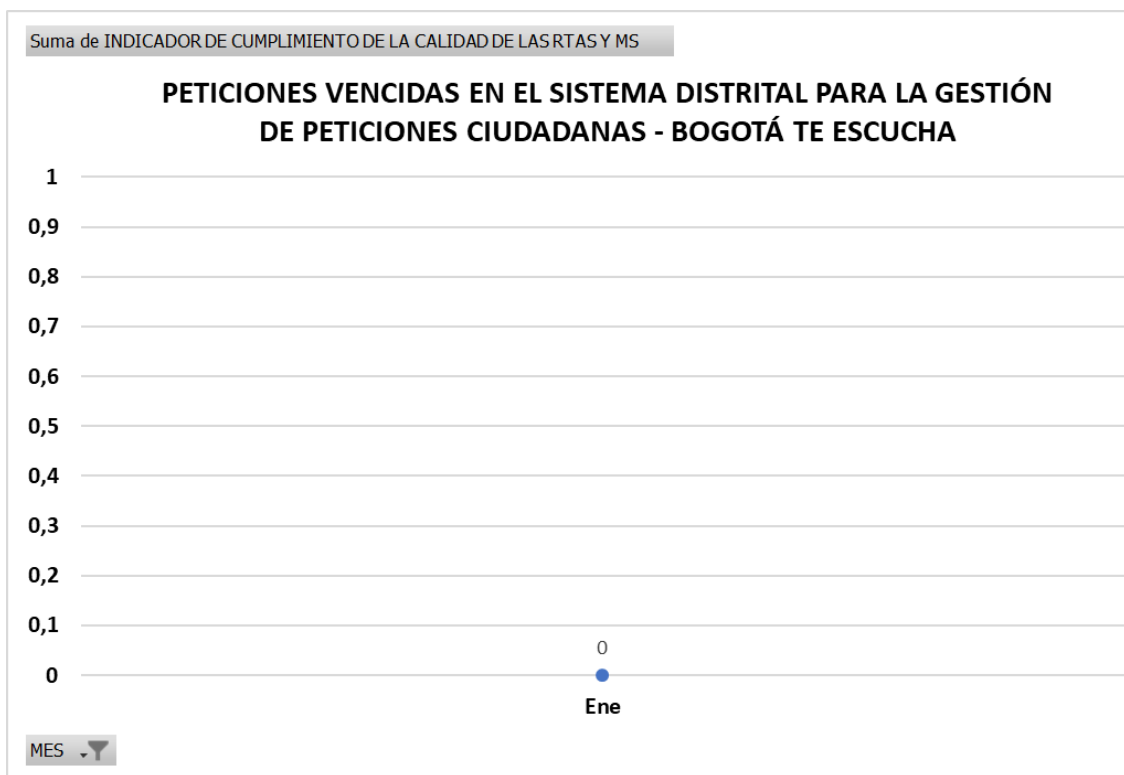 Suma de INDICADOR DE CUMPLIMIENTO DE LA CALIDAD DE LAS RTAS Y MS
PETICIONES VENCIDAS EN EL SISTEMA DISTRITAL PARA LA GESTIÓN
DE PETICIONES CIUDADANAS - BOGOTÁ TE ESCUCHA
1
0,9
0,8
0,7
0,6
0,5
0,4
0,3
0,2
0,1
0
0
Ene
MES